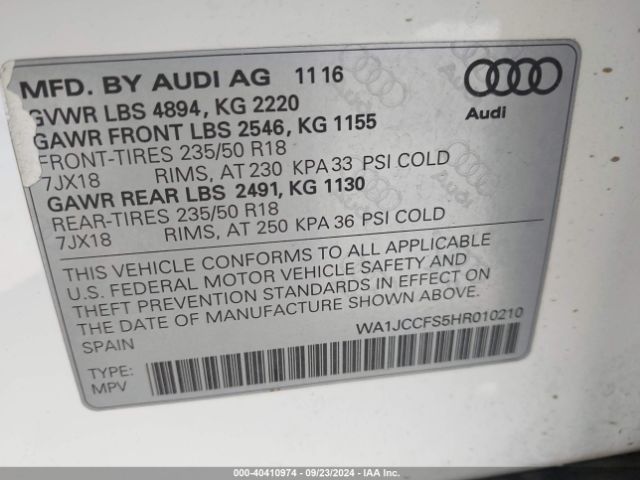 MFD. BY AUDI AG 11 16
GVWR LBS 4894, KG 2220
GAWR FRONT LBS 2546, KG 1155
FRONT-TIRES 235/50 R18
7JX18 RIMS, AT 230 KPA 33 PSI COLD
GAWR REAR LBS 2491, KG 1130
REAR-TIRES 235/50 R18
7JX18 RIMS, AT 250 KPA 36 PSI COLD
Audi
THIS VEHICLE CONFORMS TO ALL APPLICABLE
U.S. FEDERAL MOTOR VEHICLE SAFETY AND
THEFT PREVENTION STANDARDS IN EFFECT ON
THE DATE OF MANUFACTURE SHOWN ABOVE.
SPAIN
WA1JCCFS5HR010210
TYPE:
MPV
000-40410974 - 09/23/2024 - IAA Inc.